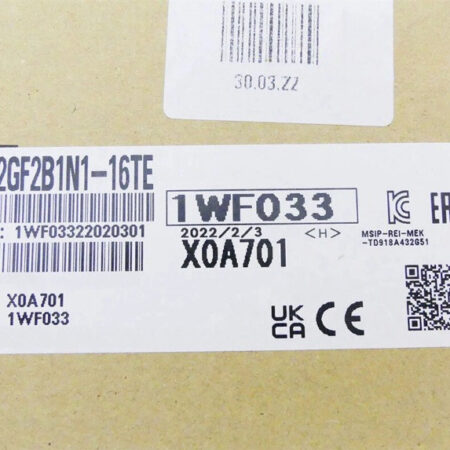 30.03.22
2GF2B1N1-16TE
1WF033
: 1WF03322020301
2022/2/3 <H>
X0A701
MSIP-REI-MEK
-TD918A432G51
X0A701
1WF033
UK
CA
CE